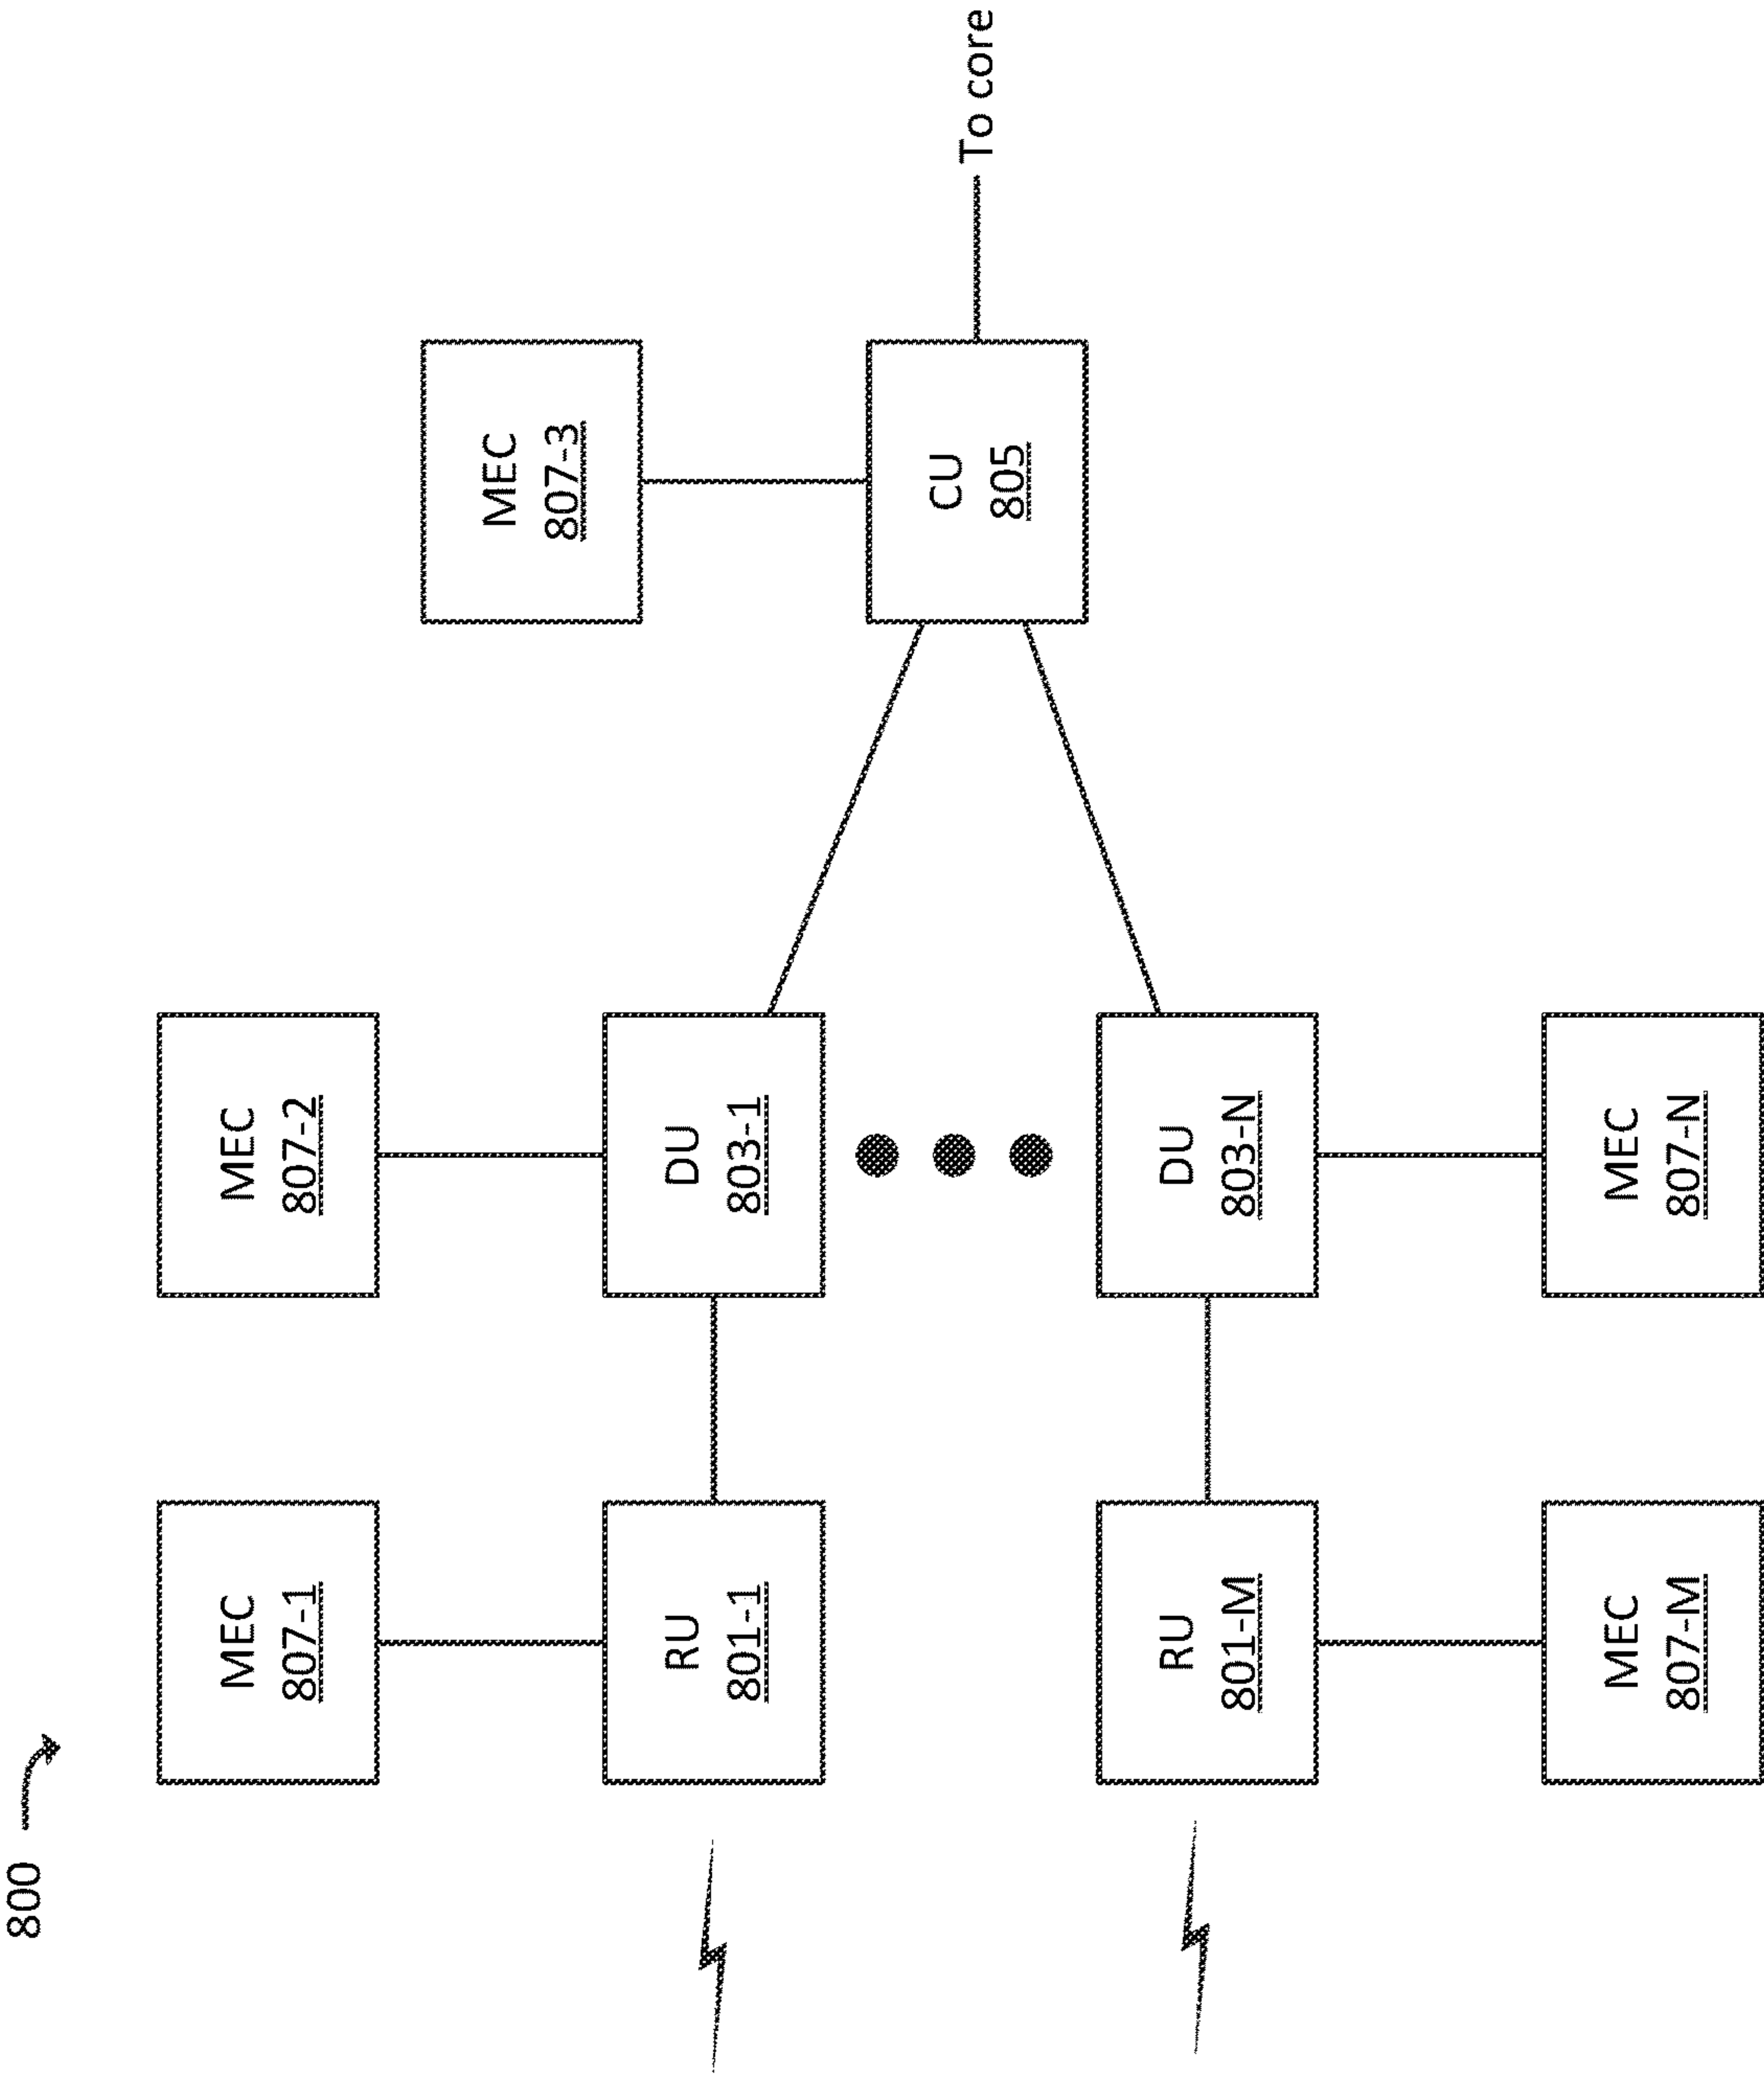 800
MEC
807-1
MEC
807-2
MEC
807-3
RU
801-1
DU
803-1
CU
805
To core
RU
801-M
DU
803-N
MEC
807-M
MEC
807-N